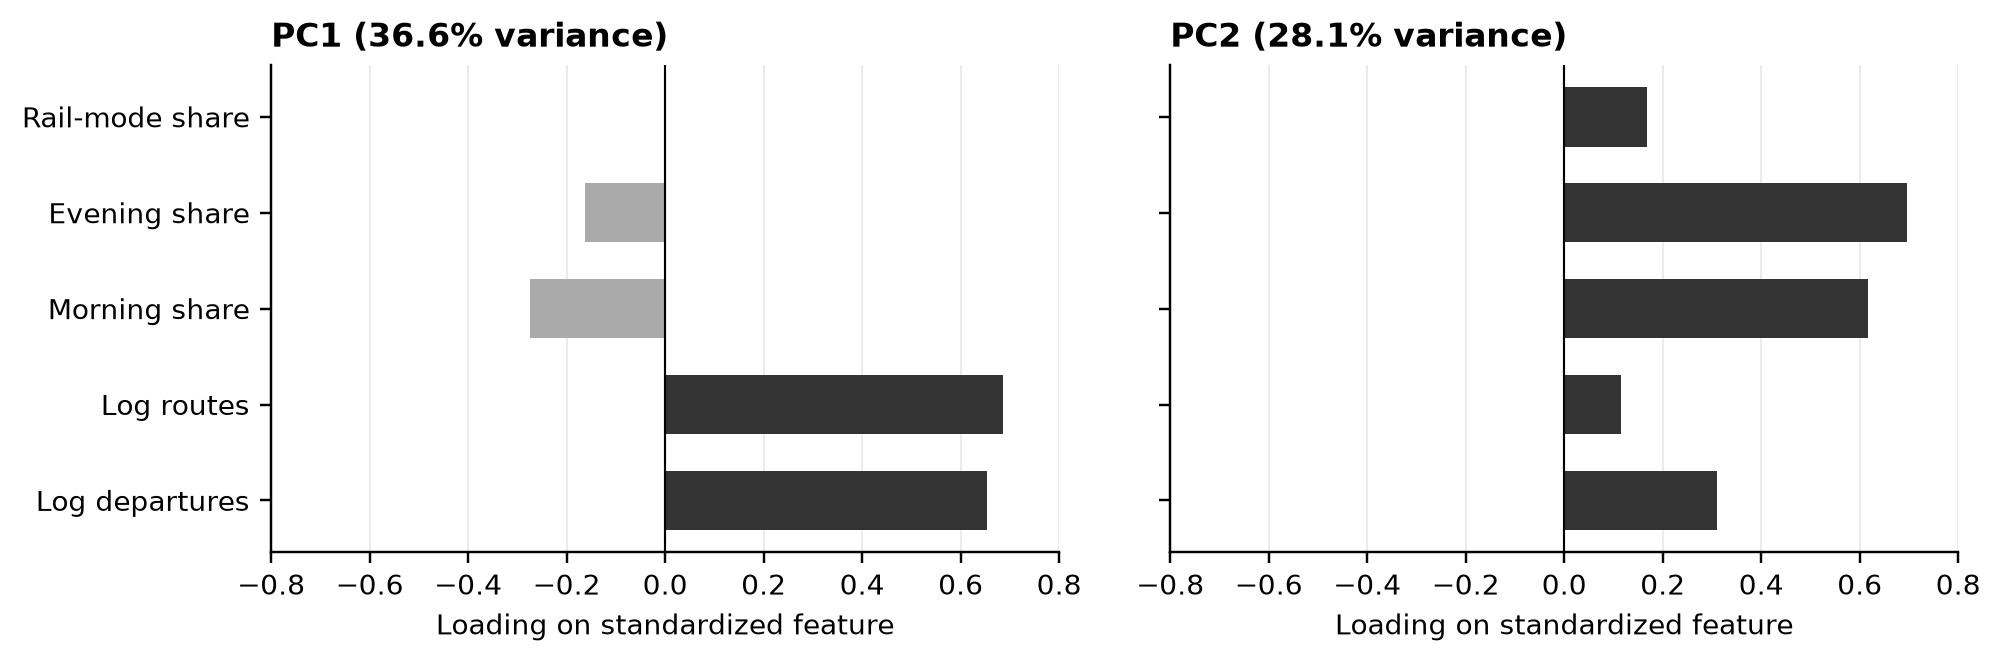 PC1 (36.6% variance)
PC2 (28.1% variance)
Rail-mode share
Evening share
Morning share
Log routes
Log departures
−0.8 −0.6 −0.4 −0.2 0.0 0.2 0.4 0.6 0.8
−0.8 −0.6 −0.4 −0.2 0.0 0.2 0.4 0.6 0.8
Loading on standardized feature
Loading on standardized feature